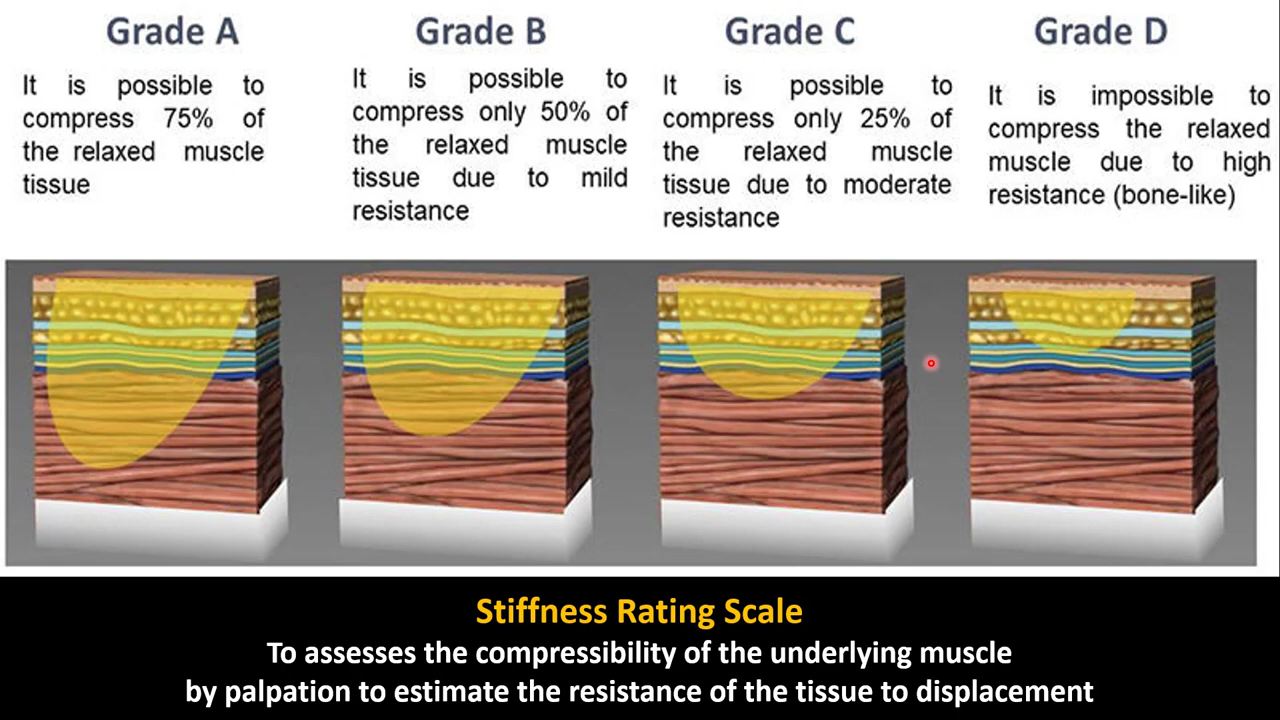 Grade A
It is possible to
compress 75% of
the relaxed muscle
tissue
Grade B
It is possible to
compress only 50% of
the relaxed muscle
tissue due to mild
resistance
Grade C
It is possible to
compress only 25% of
the relaxed muscle
tissue due to moderate
resistance
Grade D
It is impossible to
compress the relaxed
muscle due to high
resistance (bone-like)
Stiffness Rating Scale
To assesses the compressibility of the underlying muscle
by palpation to estimate the resistance of the tissue to displacement